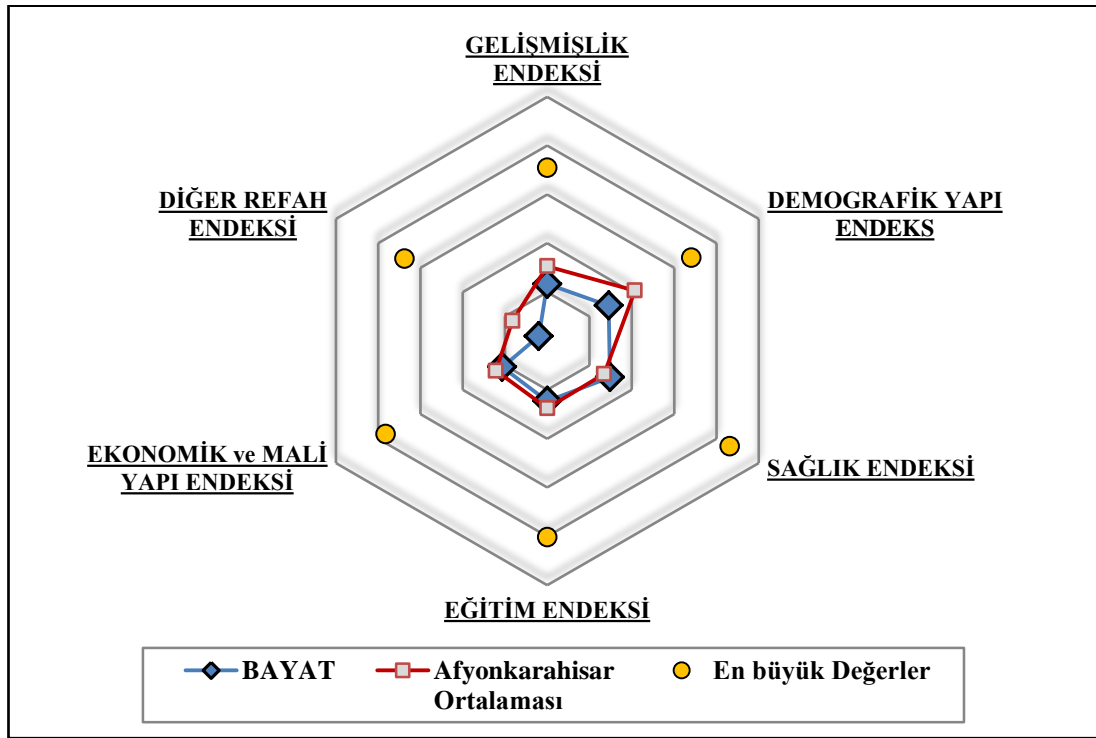 GELİŞMİŞLİK
ENDEKSİ
DİĞER REFAH
ENDEKSİ
DEMOGRAFİK YAPI
ENDEKS
EKONOMİK ve MALİ
YAPI ENDEKSİ
SAĞLIK ENDEKSİ
EĞİTİM ENDEKSİ
BAYAT
Afyonkarahisar
Ortalaması
En büyük Değerler